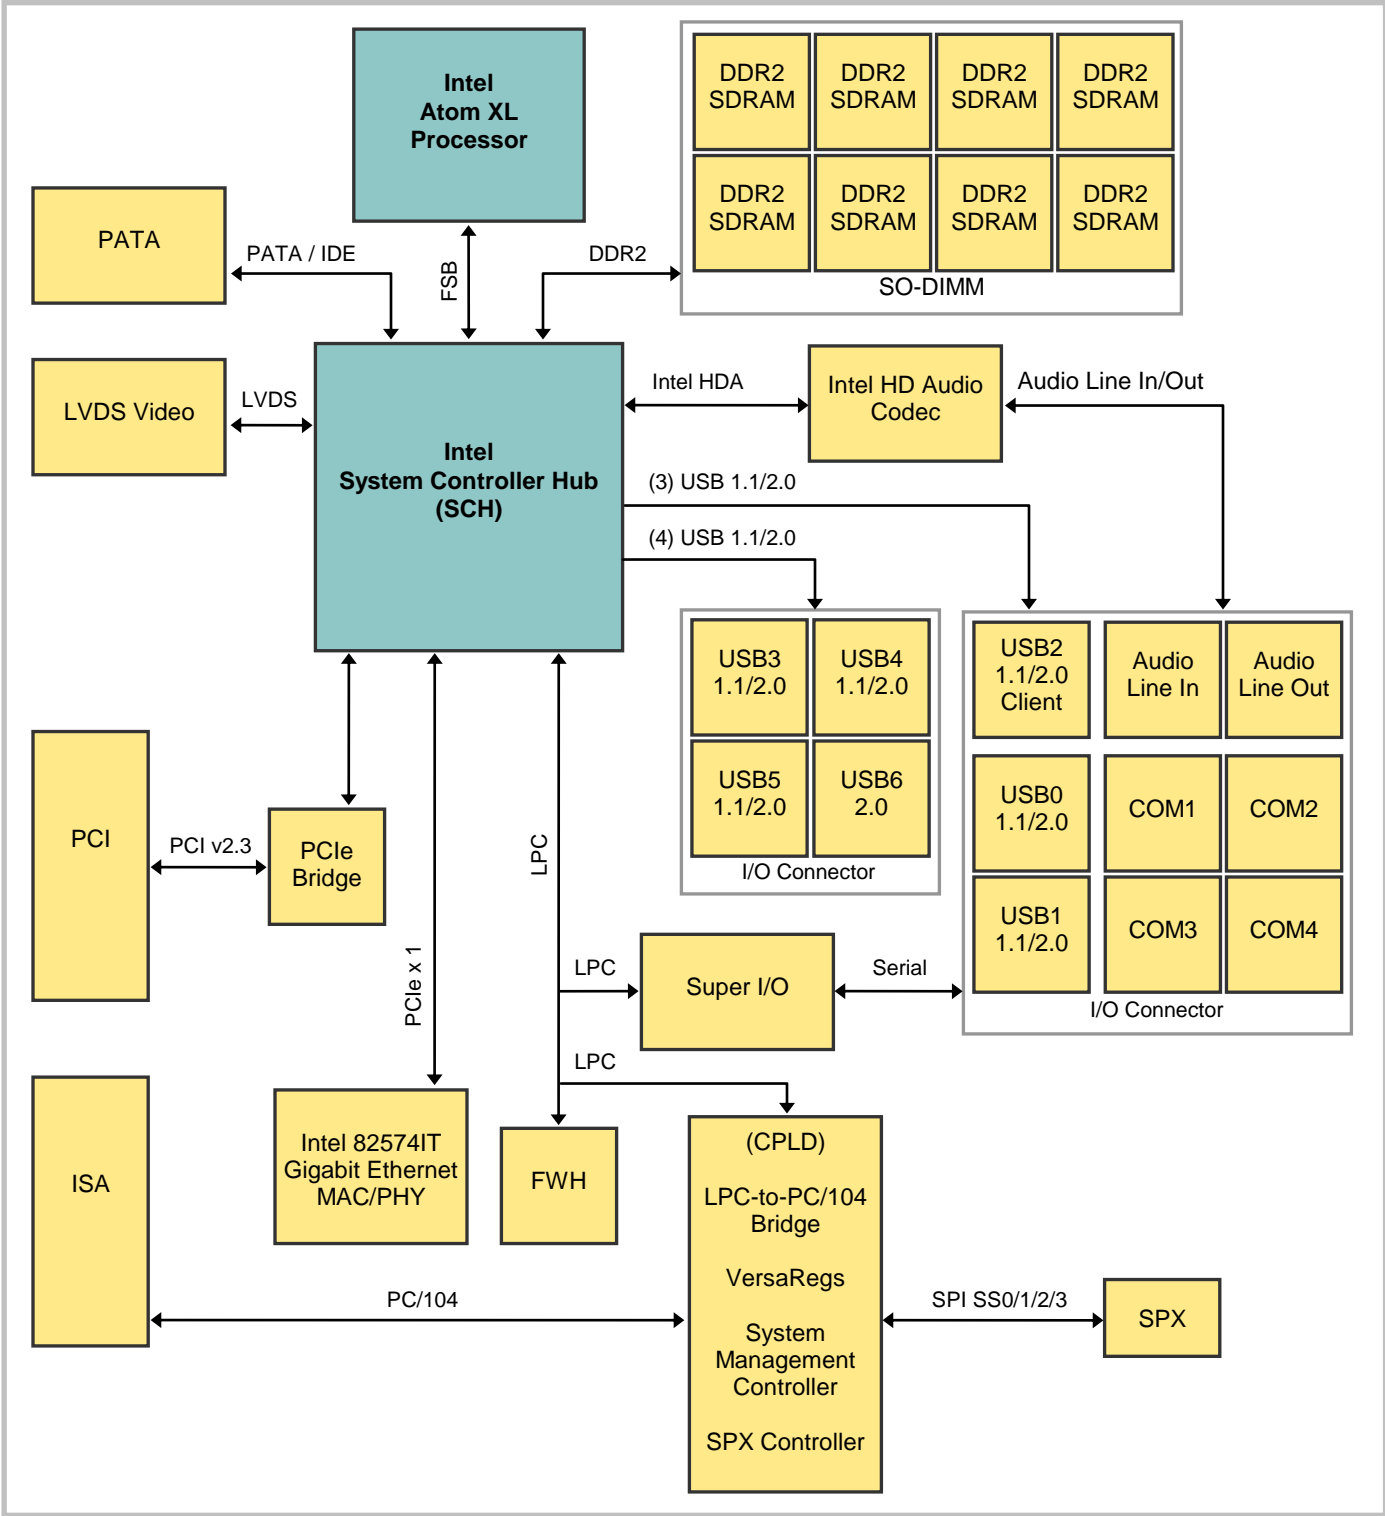 Intel
Atom XL
Processor
DDR2
SDRAM
DDR2
SDRAM
DDR2
SDRAM
DDR2
SDRAM
DDR2
SDRAM
DDR2
SDRAM
DDR2
SDRAM
DDR2
SDRAM
SO-DIMM
PATA
PATA / IDE
FSB
DDR2
LVDS Video
LVDS
Intel
System Controller Hub
(SCH)
Intel HDA
Intel HD Audio
Codec
Audio Line In/Out
(3) USB 1.1/2.0
(4) USB 1.1/2.0
USB3
1.1/2.0
USB4
1.1/2.0
USB5
1.1/2.0
USB6
2.0
I/O Connector
USB2
1.1/2.0
Client
Audio
Line In
Audio
Line Out
USB0
1.1/2.0
COM1
COM2
USB1
1.1/2.0
COM3
COM4
I/O Connector
PCI
PCI v2.3
PCIe
Bridge
PCIe x 1
LPC
LPC
Super I/O
Serial
LPC
ISA
Intel 82574IT
Gigabit Ethernet
MAC/PHY
FWH
(CPLD)
LPC-to-PC/104
Bridge
VersaRegs
System
Management
Controller
SPX Controller
PC/104
SPI SS0/1/2/3
SPX